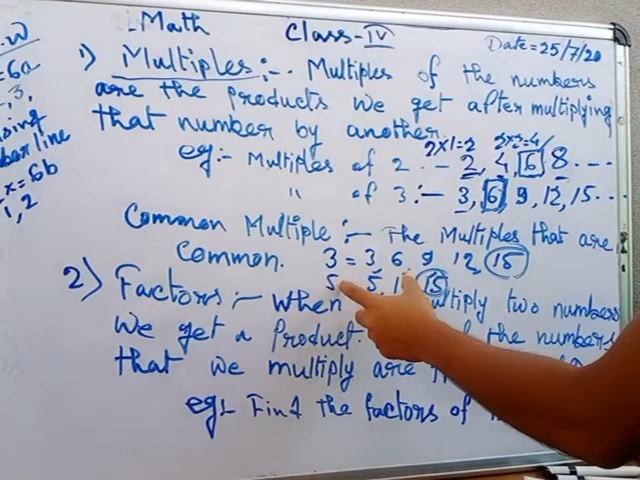 Math Class-IV Date=25/7/20
1) Multiples:- Multiples of the numbers
are the products we get after multiplying
that number by another.
2×1=2 2×2=4
eg:- Multiples of 2 - 2, 4, 6, 8 ----
" of 3:- 3, 6, 9, 12, 15--
Common Multiple:- The Multiples that are
Common. 3 = 3 6 9 12, 15
5 5, 15
2) Factors:- When two numbers
We get a Product. the numbers
that we multiply are
eg:- Find the factors of
.W
=6a
, 3,
line
x = 6b
1, 2